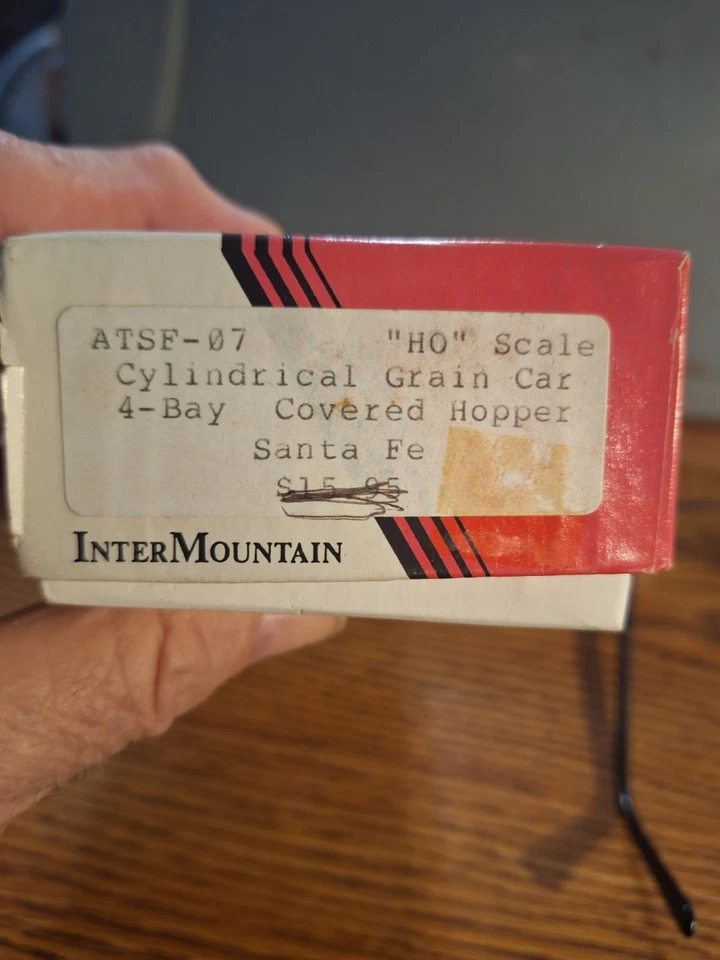 ATSF-07 "HO" Scale
Cylindrical Grain Car
4-Bay Covered Hopper
Santa Fe
$15.95
INTERMOUNTAIN